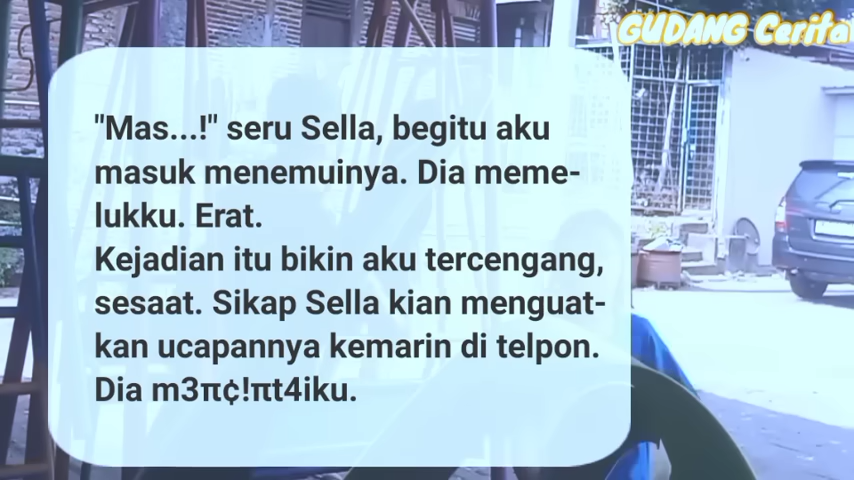 GUDANG Cerita
"Mas...!" seru Sella, begitu aku
masuk menemuinya. Dia meme-
lukku. Erat.
Kejadian itu bikin aku tercengang,
sesaat. Sikap Sella kian menguat-
kan ucapannya kemarin di telpon.
Dia m3π¢!πt4iku.